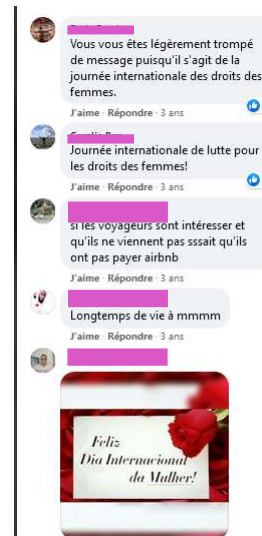 Vous vous êtes légèrement trompé
de message puisqu'il s'agit de la
journée internationale des droits des
femmes.
J'aime · Répondre · 3 ans
Journée internationale de lutte pour
les droits des femmes!
J'aime · Répondre · 3 ans
si les voyageurs sont intéresser et
qu'ils ne viennent pas sssait qu'ils
ont pas payer airbnb
J'aime · Répondre · 3 ans
Longtemps de vie à mmmm
J'aime · Répondre · 3 ans
Feliz
Dia Internacional
da Mulher!